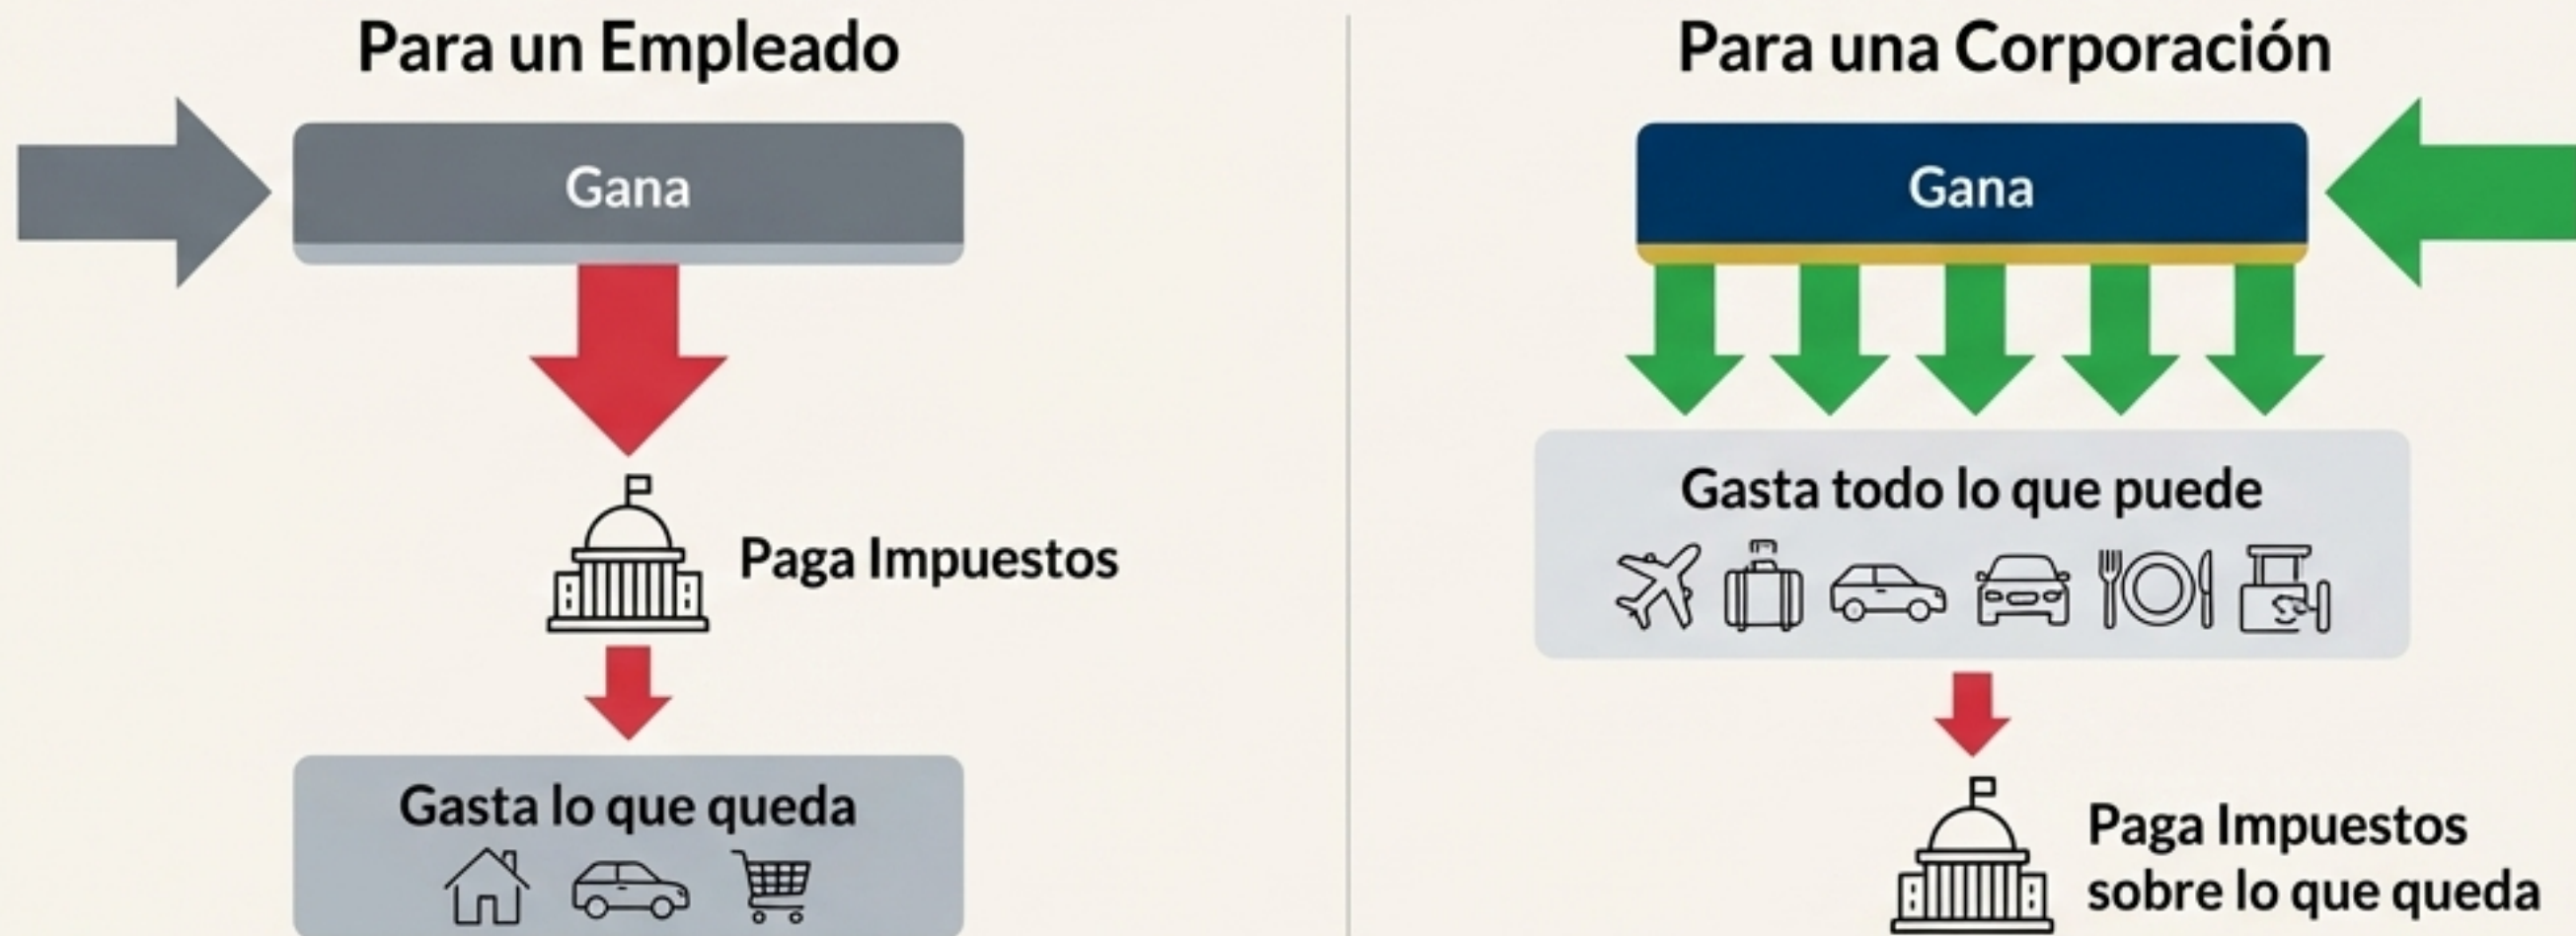 Para un Empleado
Gana
Paga Impuestos
Gasta lo que queda
Para una Corporación
Gana
Gasta todo lo que puede
Paga Impuestos
sobre lo que queda